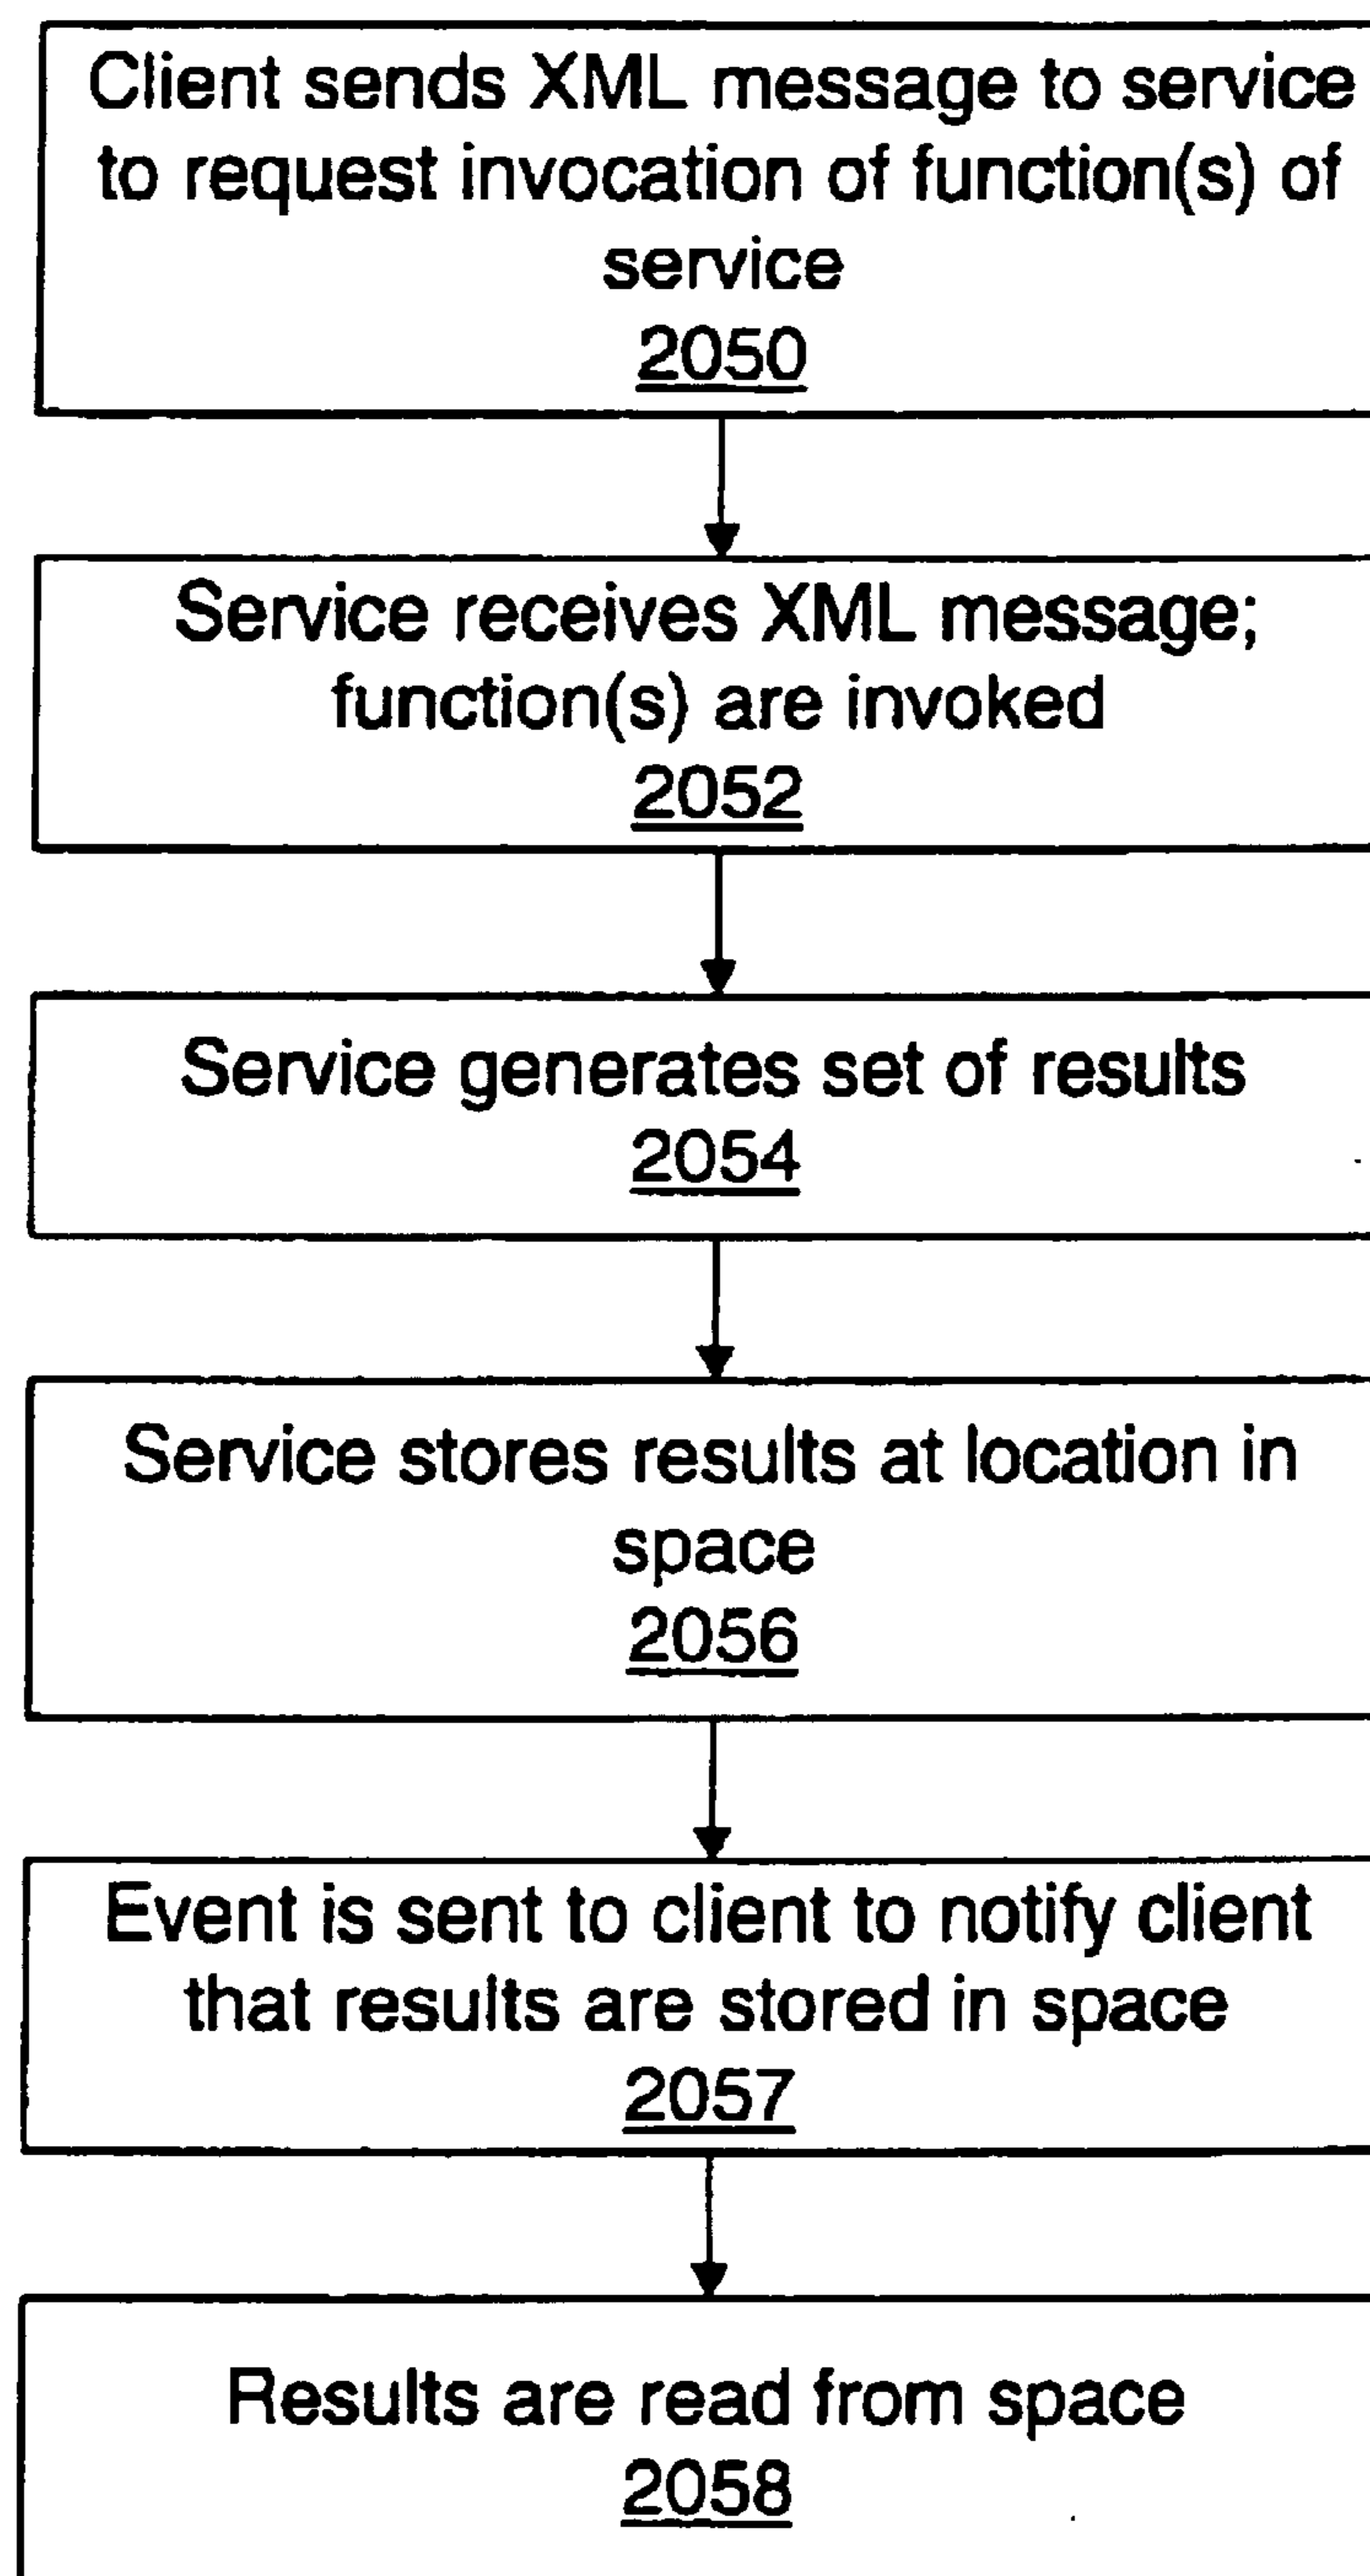 Client sends XML message to service
to request invocation of function(s) of
service
2050
Service receives XML message;
function(s) are invoked
2052
Service generates set of results
2054
Service stores results at location in
space
2056
Event is sent to client to notify client
that results are stored in space
2057
Results are read from space
2058